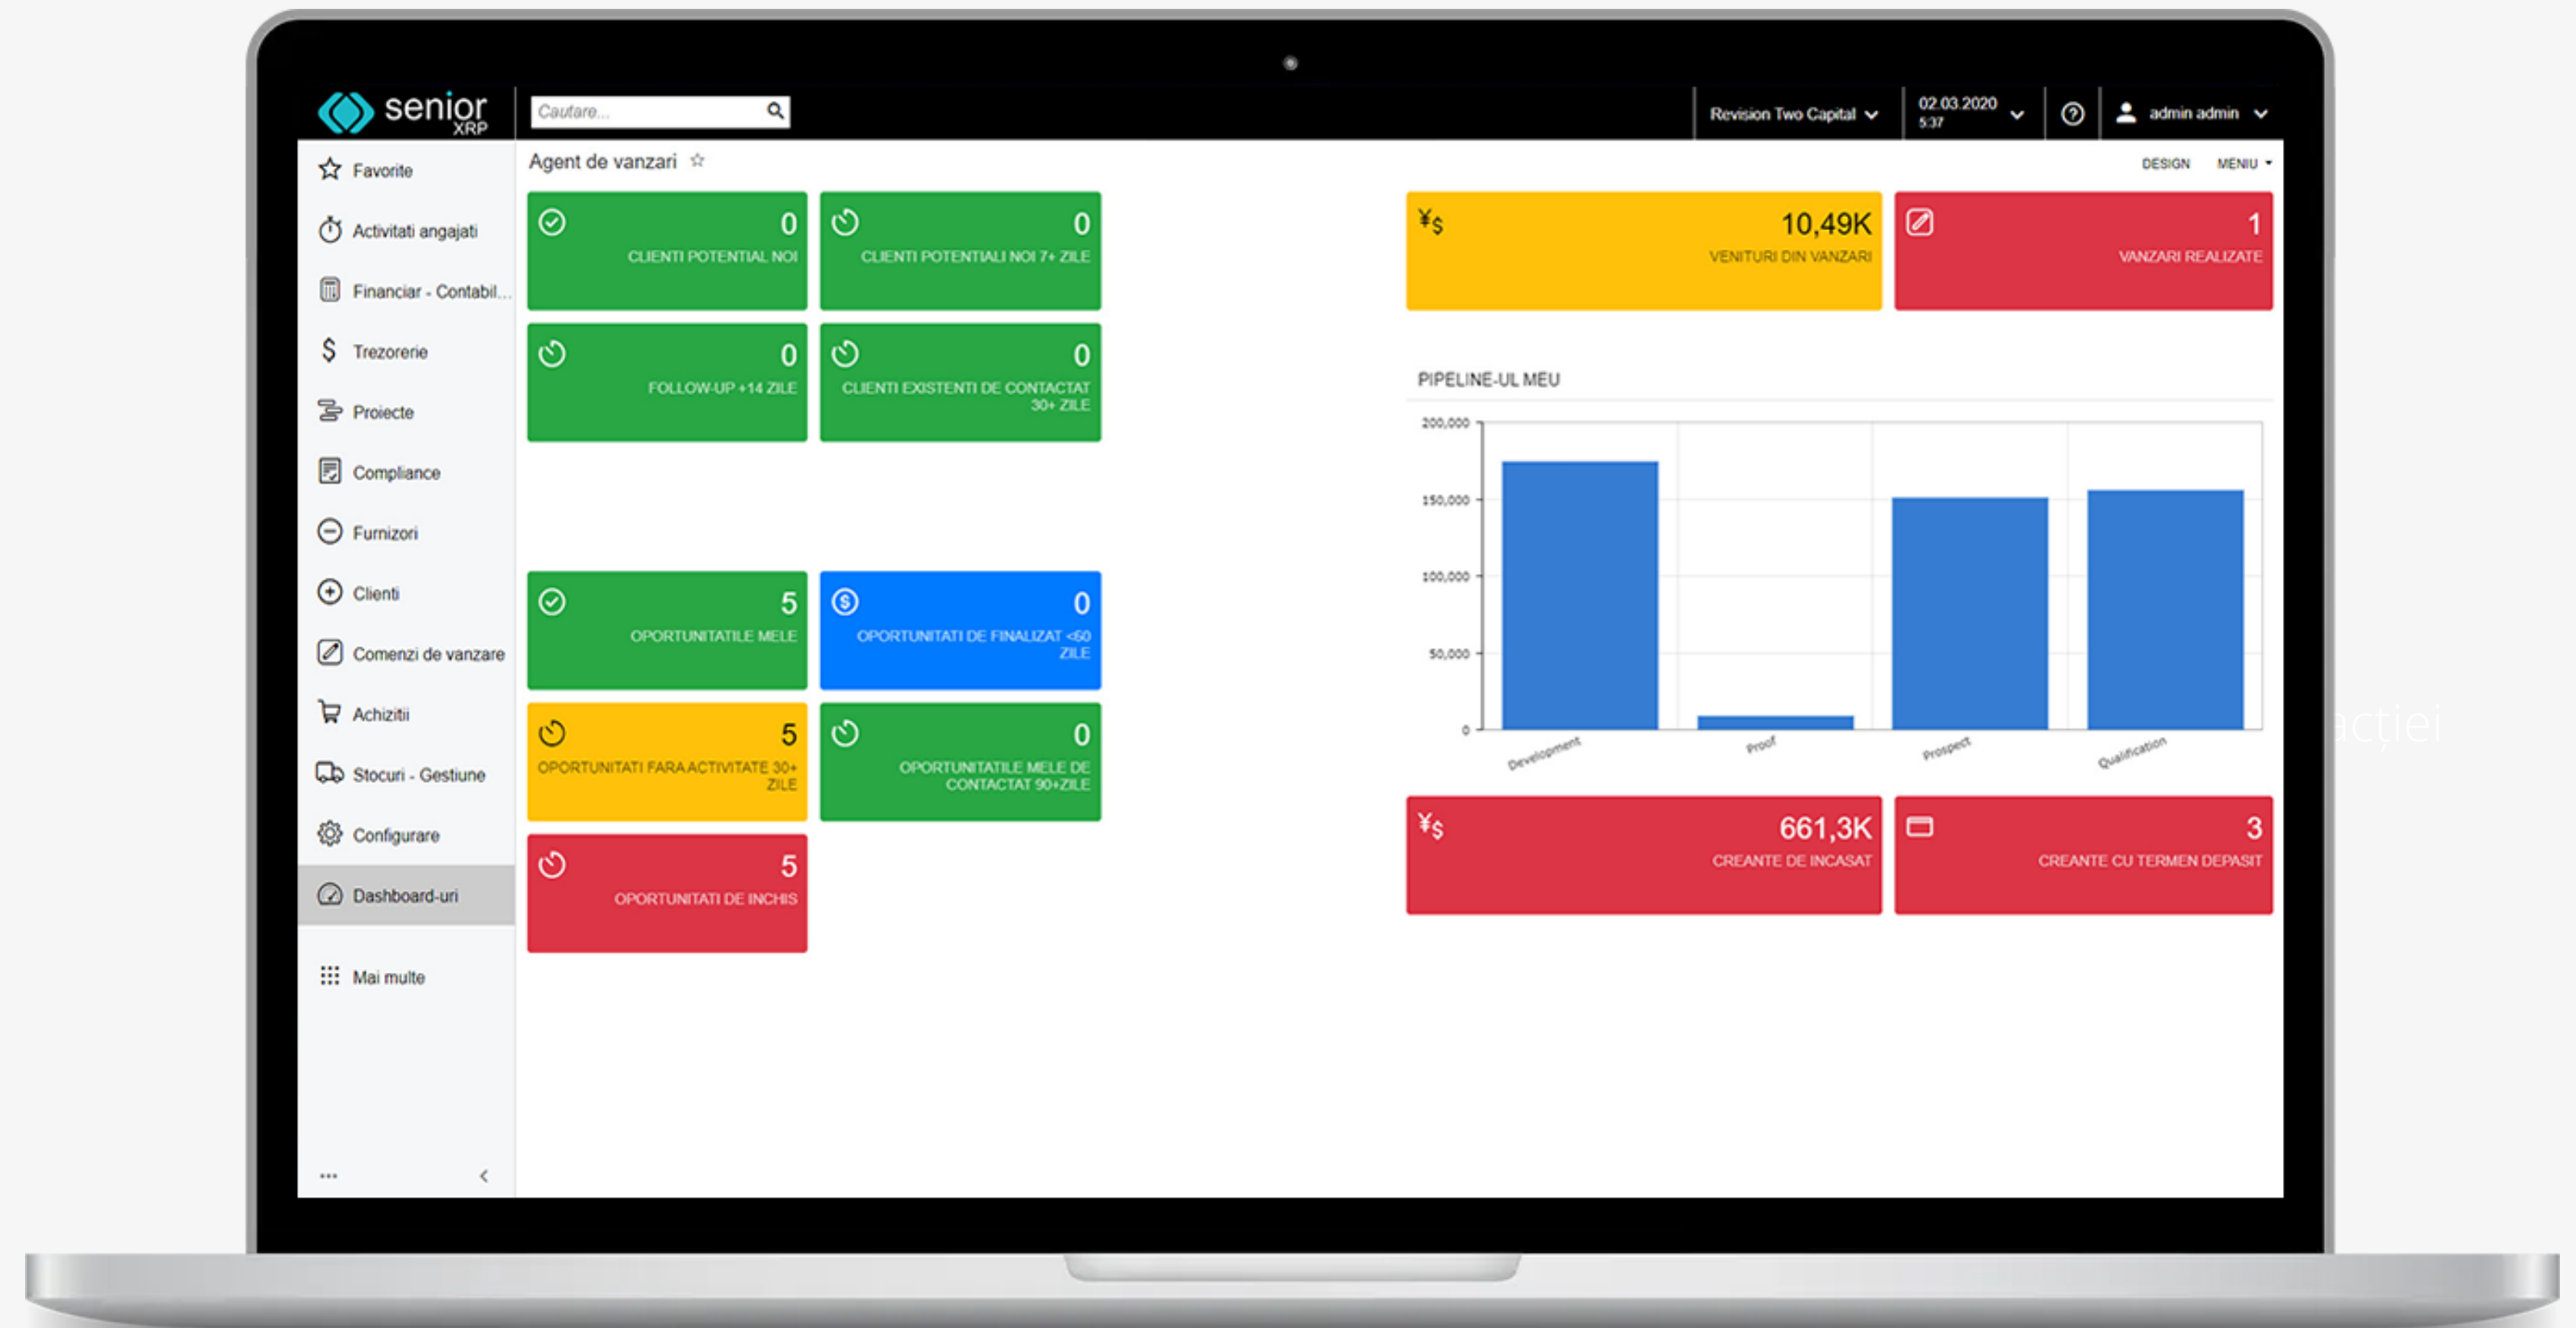 senior
XRP
Cautare...
Revision Two Capital
02.03.2020
5:37
admin admin
Favorite
Activitati angajati
Financiar - Contabil...
Trezorerie
Proiecte
Compliance
Furnizori
Clienti
Comenzi de vanzare
Achizitii
Stocuri - Gestiune
Configurare
Dashboard-uri
Mai multe
Agent de vanzari
DESIGN
MENIU
0
CLIENTI POTENTIAL NOI
0
CLIENTI POTENTIALI NOI 7+ ZILE
0
FOLLOW-UP +14 ZILE
0
CLIENTI EXISTENTI DE CONTACTAT
30+ ZILE
5
OPORTUNITATILE MELE
0
OPORTUNITATI DE FINALIZAT <60
ZILE
5
OPORTUNITATI FARA ACTIVITATE 30+
ZILE
0
OPORTUNITATILE MELE DE
CONTACTAT 90+ZILE
5
OPORTUNITATI DE INCHIS
¥$
10,49K
VENITURI DIN VANZARI
1
VANZARI REALIZATE
PIPELINE-UL MEU
200,000
150,000
100,000
50,000
0
Development
Proof
Prospect
Qualification
¥$
661,3K
CREANTE DE INCASAT
3
CREANTE CU TERMEN DEPASIT
acției